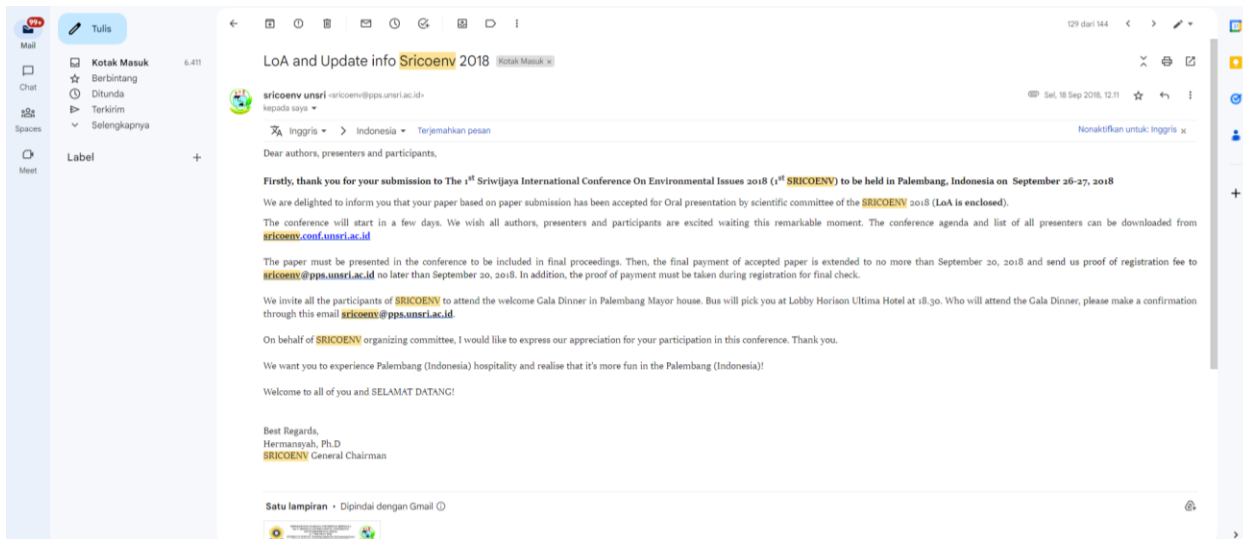 99+
Mail
Chat
Spaces
Meet
Tulis
Kotak Masuk 6.411
Berbintang
Ditunda
Terkirim
Selengkapnya
Label
129 dari 144
LoA and Update info Sricoenv 2018 Kotak Masuk ×
sricoenv unsri <sricoenv@pps.unsri.ac.id> Sel, 18 Sep 2018, 12.11
kepada saya
Inggris > Indonesia Terjemahkan pesan Nonaktifkan untuk: Inggris x
Dear authors, presenters and participants,
Firstly, thank you for your submission to The 1st Sriwijaya International Conference On Environmental Issues 2018 (1st SRICOENV) to be held in Palembang, Indonesia on September 26-27, 2018
We are delighted to inform you that your paper based on paper submission has been accepted for Oral presentation by scientific committee of the SRICOENV 2018 (LoA is enclosed).
The conference will start in a few days. We wish all authors, presenters and participants are excited waiting this remarkable moment. The conference agenda and list of all presenters can be downloaded from
sricoenv.conf.unsri.ac.id
The paper must be presented in the conference to be included in final proceedings. Then, the final payment of accepted paper is extended to no more than September 20, 2018 and send us proof of registration fee to
sricoenv@pps.unsri.ac.id no later than September 20, 2018. In addition, the proof of payment must be taken during registration for final check.
We invite all the participants of SRICOENV to attend the welcome Gala Dinner in Palembang Mayor house. Bus will pick you at Lobby Horison Ultima Hotel at 18.30. Who will attend the Gala Dinner, please make a confirmation
through this email sricoenv@pps.unsri.ac.id.
On behalf of SRICOENV organizing committee, I would like to express our appreciation for your participation in this conference. Thank you.
We want you to experience Palembang (Indonesia) hospitality and realise that it's more fun in the Palembang (Indonesia)!
Welcome to all of you and SELAMAT DATANG!
Best Regards,
Hermansyah, Ph.D
SRICOENV General Chairman
Satu lampiran • Dipindai dengan Gmail